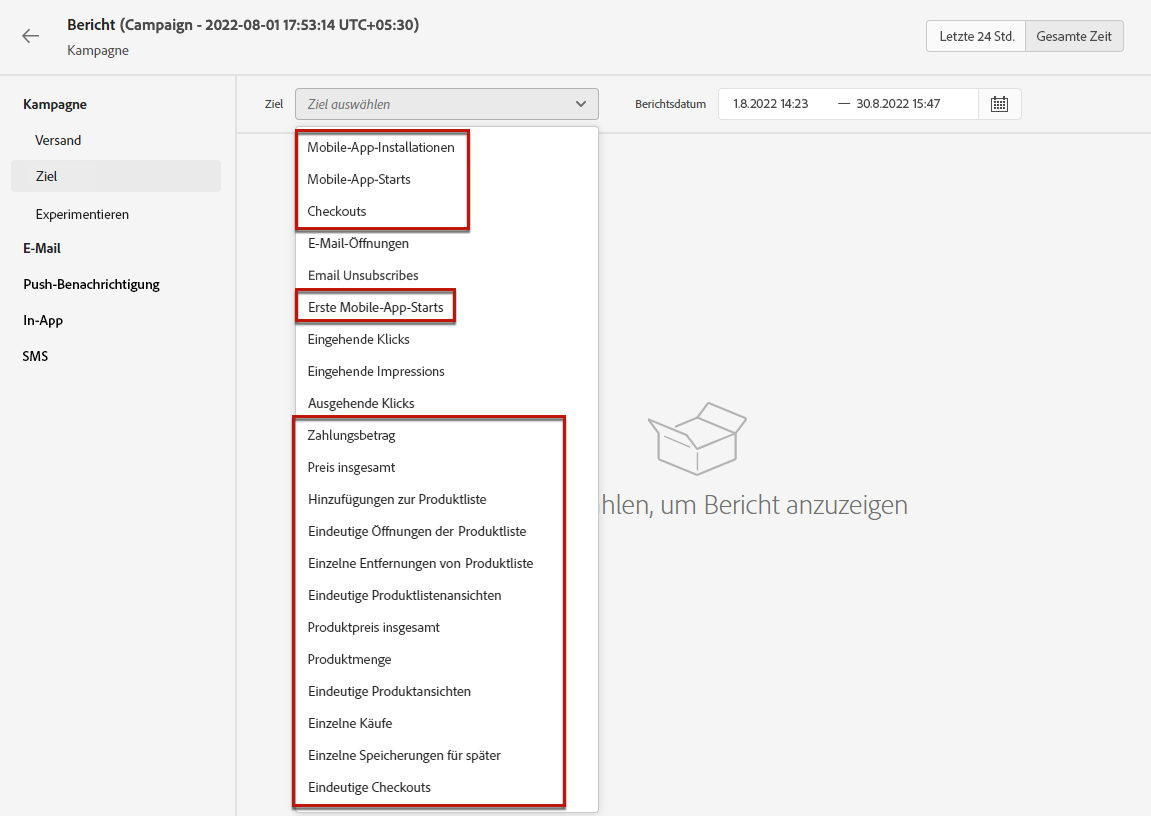 Bericht (Campaign - 2022-08-01 17:53:14 UTC+05:30)
Kampagne
Letzte 24 Std.
Gesamte Zeit
Kampagne
Versand
Ziel
Experimentieren
E-Mail
Push-Benachrichtigung
In-App
SMS
Ziel
Ziel auswählen
Berichtsdatum
1.8.2022 14:23 — 30.8.2022 15:47
Mobile-App-Installationen
Mobile-App-Starts
Checkouts
E-Mail-Öffnungen
Email Unsubscribes
Erste Mobile-App-Starts
Eingehende Klicks
Eingehende Impressions
Ausgehende Klicks
Zahlungsbetrag
Preis insgesamt
Hinzufügungen zur Produktliste
Eindeutige Öffnungen der Produktliste
Einzelne Entfernungen von Produktliste
Eindeutige Produktlistenansichten
Produktpreis insgesamt
Produktmenge
Eindeutige Produktansichten
Einzelne Käufe
Einzelne Speicherungen für später
Eindeutige Checkouts
hlen, um Bericht anzuzeigen